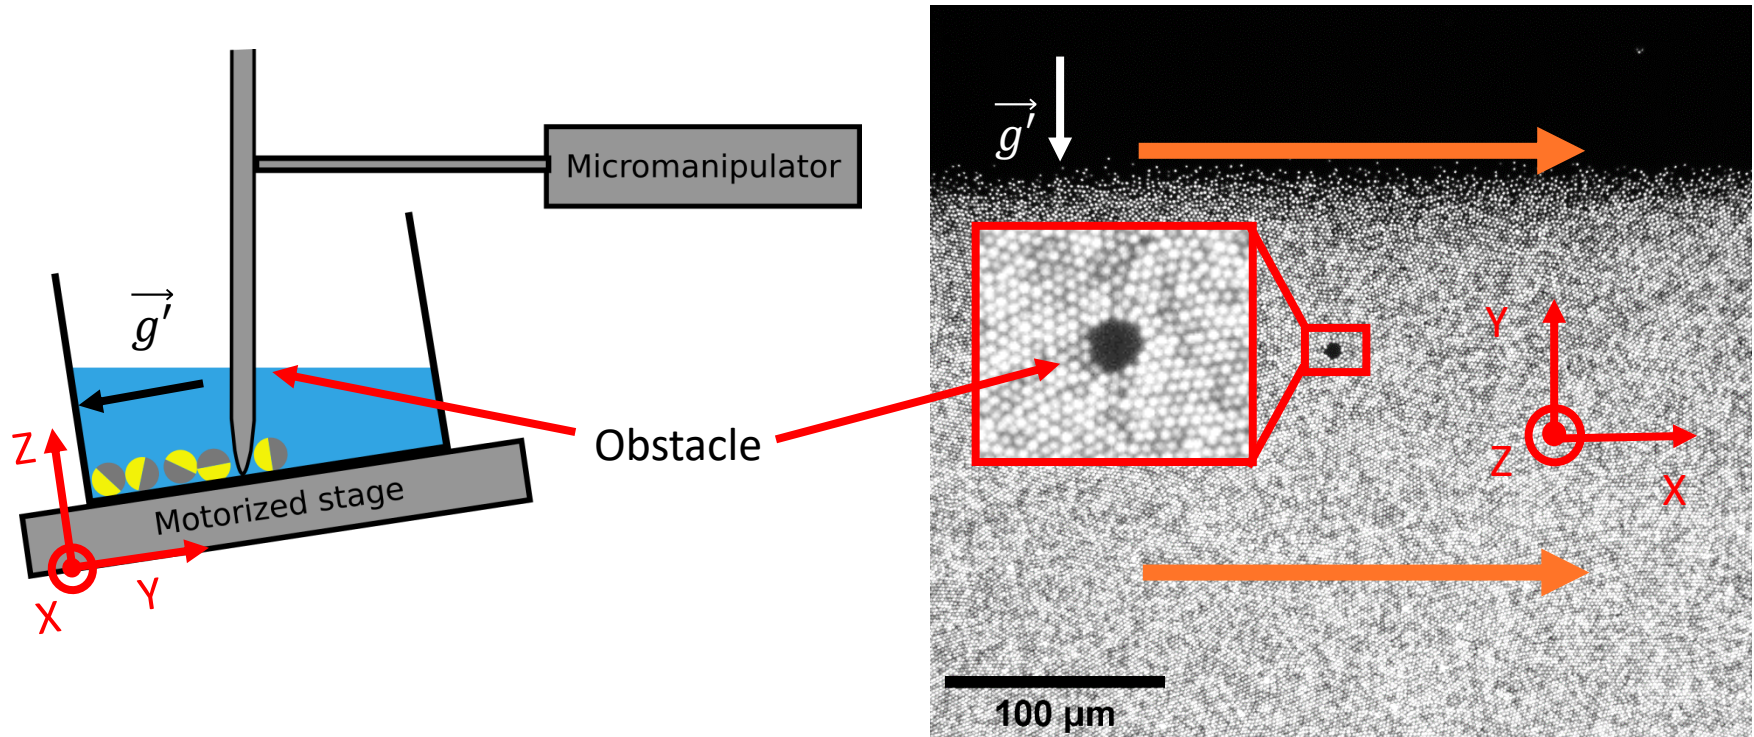 Micromanipulator
g'
Z
Motorized stage
X
Y
Obstacle
g'
Y
Z
X
100 µm